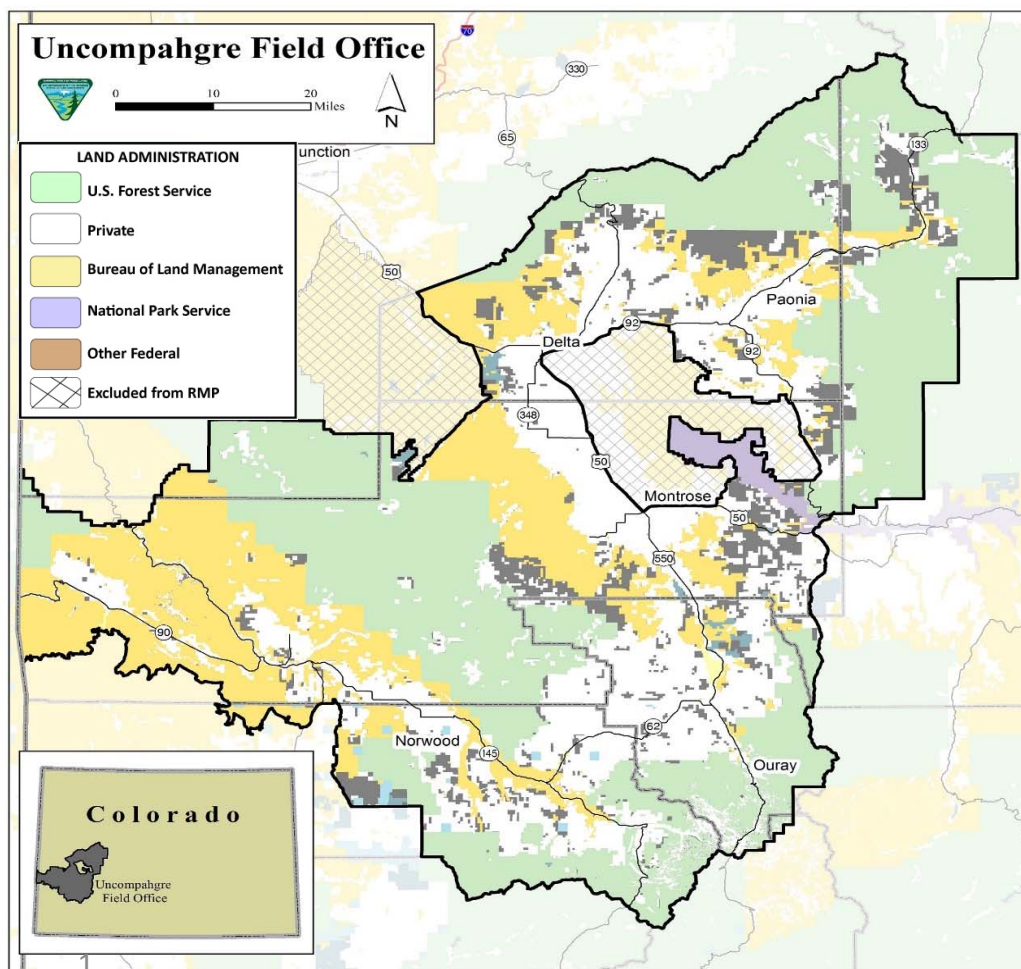 Uncompahgre Field Office
0 10 20
Miles
N
LAND ADMINISTRATION
U.S. Forest Service
Private
Bureau of Land Management
National Park Service
Other Federal
Excluded from RMP
70
330
65
133
unction
50
Paonia
92
Delta
92
348
50
Montrose
50
550
90
62
Norwood
145
Ouray
Colorado
Uncompahgre
Field Office